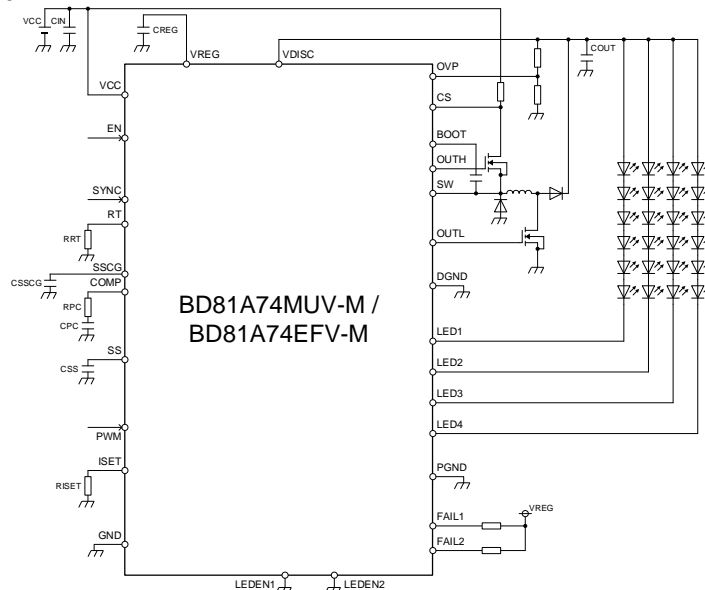 VCC CIN
CREG
VREG
VDISC
COUT
OVP
CS
BOOT
OUTH
SW
OUTL
DGND
LED1
LED2
LED3
LED4
PGND
FAIL1
FAIL2
VREG
VCC
EN
SYNC
RT
RRT
SSCG
CSSCG
COMP
RPC
CPC
SS
CSS
PWM
ISET
RISET
GND
LEDEN1
LEDEN2
BD81A74MUV-M /
BD81A74EFV-M